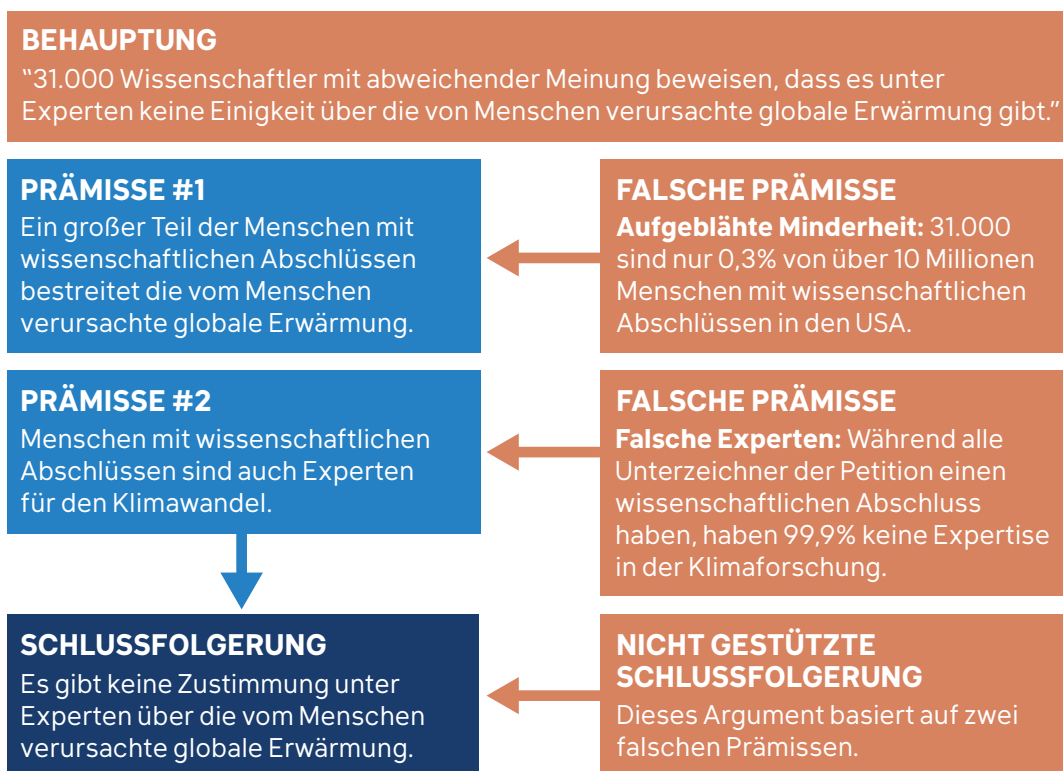 BEHAUPTUNG
"31.000 Wissenschaftler mit abweichender Meinung beweisen, dass es unter
Experten keine Einigkeit über die von Menschen verursachte globale Erwärmung gibt."
PRÄMISSE #1
Ein großer Teil der Menschen mit
wissenschaftlichen Abschlüssen
bestreitet die vom Menschen
verursachte globale Erwärmung.
FALSCHE PRÄMISSE
Aufgeblähte Minderheit: 31.000
sind nur 0,3% von über 10 Millionen
Menschen mit wissenschaftlichen
Abschlüssen in den USA.
PRÄMISSE #2
Menschen mit wissenschaftlichen
Abschlüssen sind auch Experten
für den Klimawandel.
FALSCHE PRÄMISSE
Falsche Experten: Während alle
Unterzeichner der Petition einen
wissenschaftlichen Abschluss
haben, haben 99,9% keine Expertise
in der Klimaforschung.
SCHLUSSFOLGERUNG
Es gibt keine Zustimmung unter
Experten über die vom Menschen
verursachte globale Erwärmung.
NICHT GESTÜTZTE
SCHLUSSFOLGERUNG
Dieses Argument basiert auf zwei
falschen Prämissen.